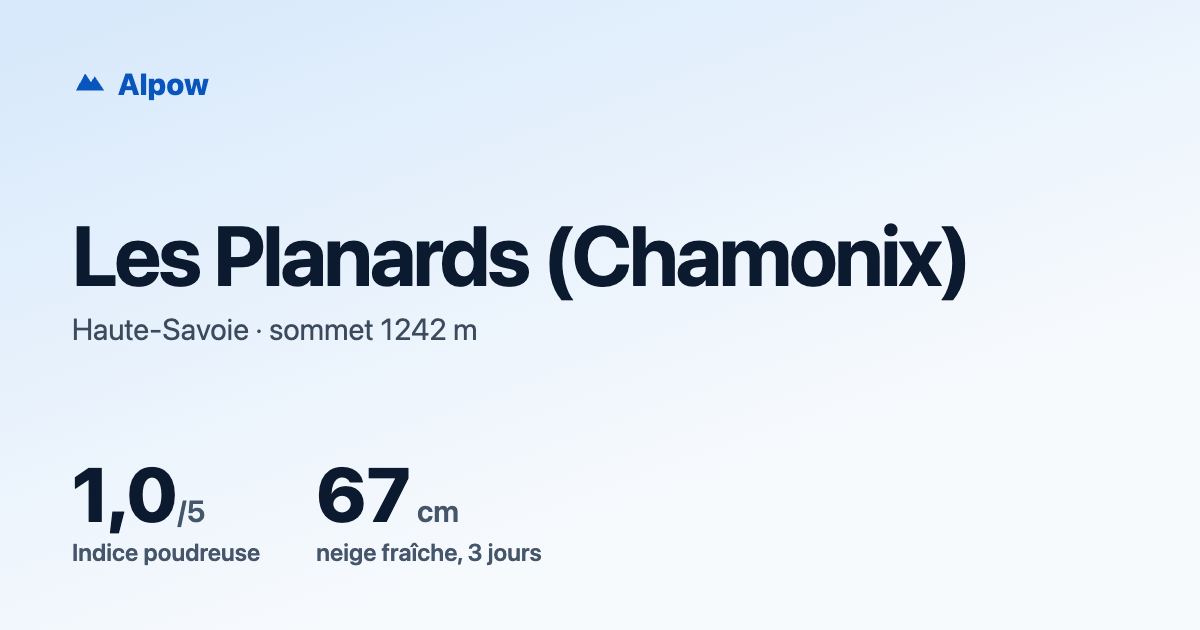 Alpow
Les Planards (Chamonix)
Haute-Savoie · sommet 1242 m
1,0/5 67 cm
Indice poudreuse neige fraîche, 3 jours